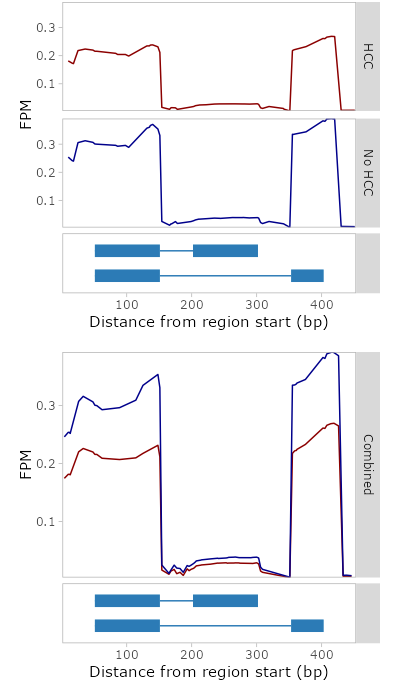 0.3
0.2
0.1
HCC
FPM
0.3
0.2
0.1
No HCC
100 200 300 400
Distance from region start (bp)
0.3
0.2
0.1
FPM
Combined
100 200 300 400
Distance from region start (bp)